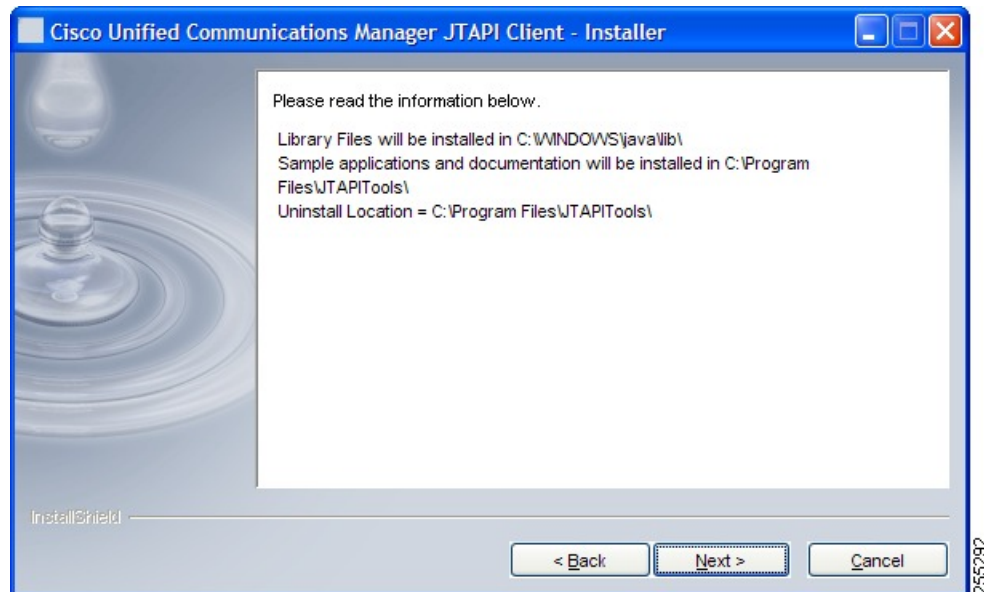 Cisco Unified Communications Manager JTAPI Client - Installer
Please read the information below.
Library Files will be installed in C:\WINDOWS\java\lib\
Sample applications and documentation will be installed in C:\Program
Files\JTAPITools\
Uninstall Location = C:\Program Files\JTAPITools\
InstallShield
< Back
Next >
Cancel
255292